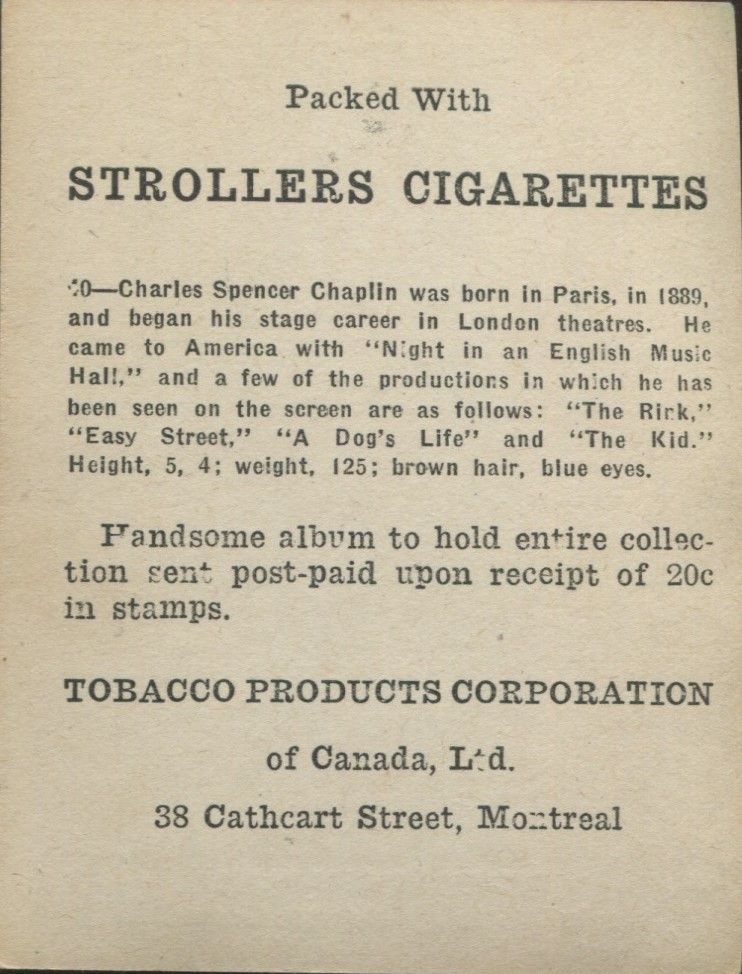 Packed With
STROLLERS CIGARETTES
0—Charles Spencer Chaplin was born in Paris, in 1889,
and began his stage career in London theatres. He
came to America with “Night in an English Music
Hall,” and a few of the productions in which he has
been seen on the screen are as follows: “The Rink,”
“Easy Street,” “A Dog's Life” and “The Kid.”
Height, 5, 4; weight, 125; brown hair, blue eyes.
Handsome album to hold entire collec-
tion sent post-paid upon receipt of 20c
in stamps.
TOBACCO PRODUCTS CORPORATION
of Canada, Ltd.
38 Cathcart Street, Montreal